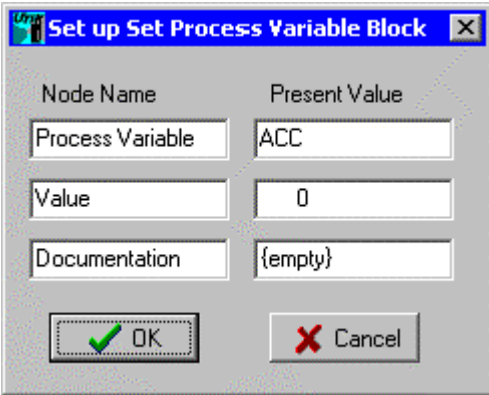 Set up Set Process Variable Block
Node Name Present Value
Process Variable ACC
Value 0
Documentation {empty}
OK Cancel